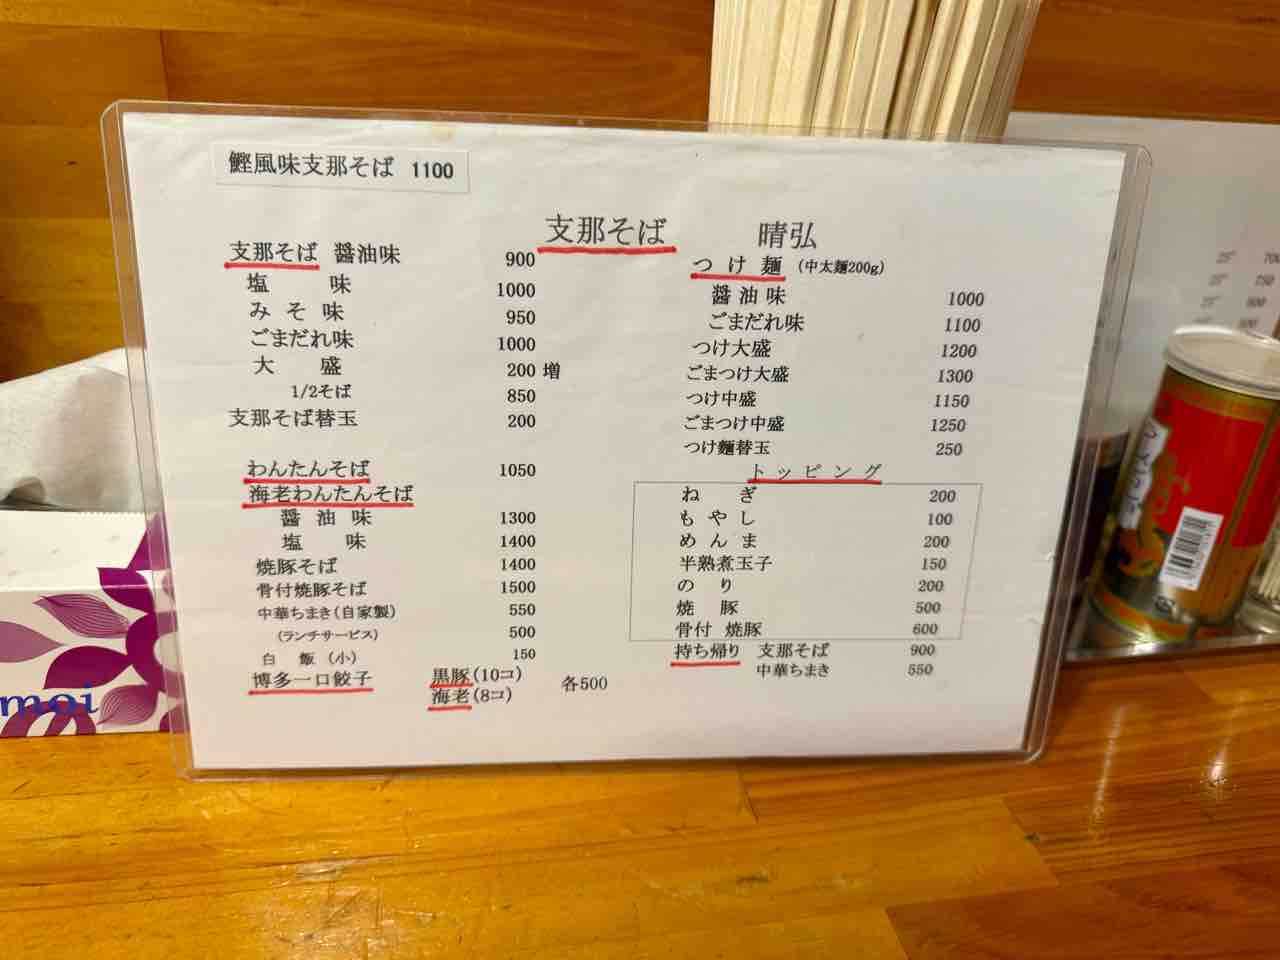 鰹風味支那そば 1100
支那そば 晴弘
支那そば 醤油味 900
塩 味 1000
みそ味 950
ごまだれ味 1000
大 盛 200 増
1/2そば 850
支那そば替玉 200
わんたんそば 1050
海老わんたんそば
醤油味 1300
塩 味 1400
焼豚そば 1400
骨付焼豚そば 1500
中華ちまき(自家製) 550
(ランチサービス) 500
白 飯 (小) 150
博多一口餃子 黒豚(10コ)
海老(8コ) 各500
つけ麺 (中太麺200g)
醤油味 1000
ごまだれ味 1100
つけ大盛 1200
ごまつけ大盛 1300
つけ中盛 1150
ごまつけ中盛 1250
つけ麺替玉 250
トッピング
ねぎ 200
もやし 100
めんま 200
半熟煮玉子 150
のり 200
焼 豚 500
骨付 焼豚 600
持ち帰り 支那そば 900
中華ちまき 550
moi